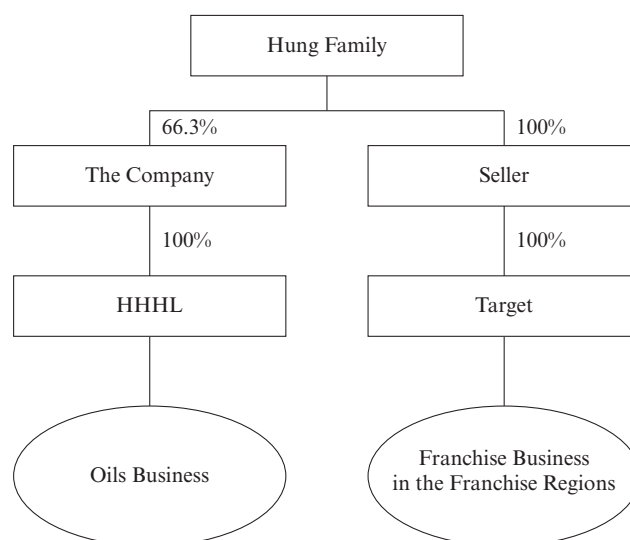 Hung Family
66.3%
100%
The Company
Seller
100%
100%
HHHL
Target
Oils Business
Franchise Business
in the Franchise Regions